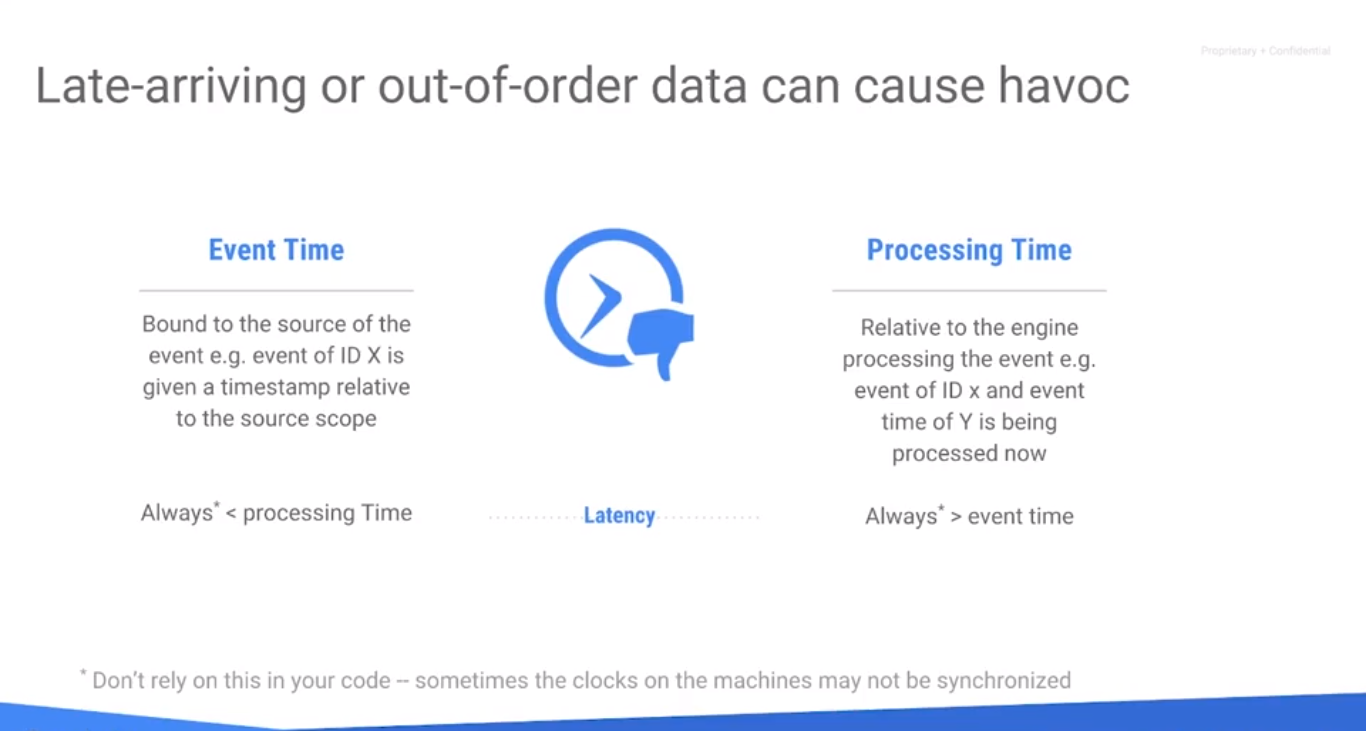 Proprietary + Confidential
Late-arriving or out-of-order data can cause havoc
Event Time
Bound to the source of the
event e.g. event of ID X is
given a timestamp relative
to the source scope
Always* < processing Time
Latency
Processing Time
Relative to the engine
processing the event e.g.
event of ID x and event
time of Y is being
processed now
Always* > event time
* Don’t rely on this in your code -- sometimes the clocks on the machines may not be synchronized